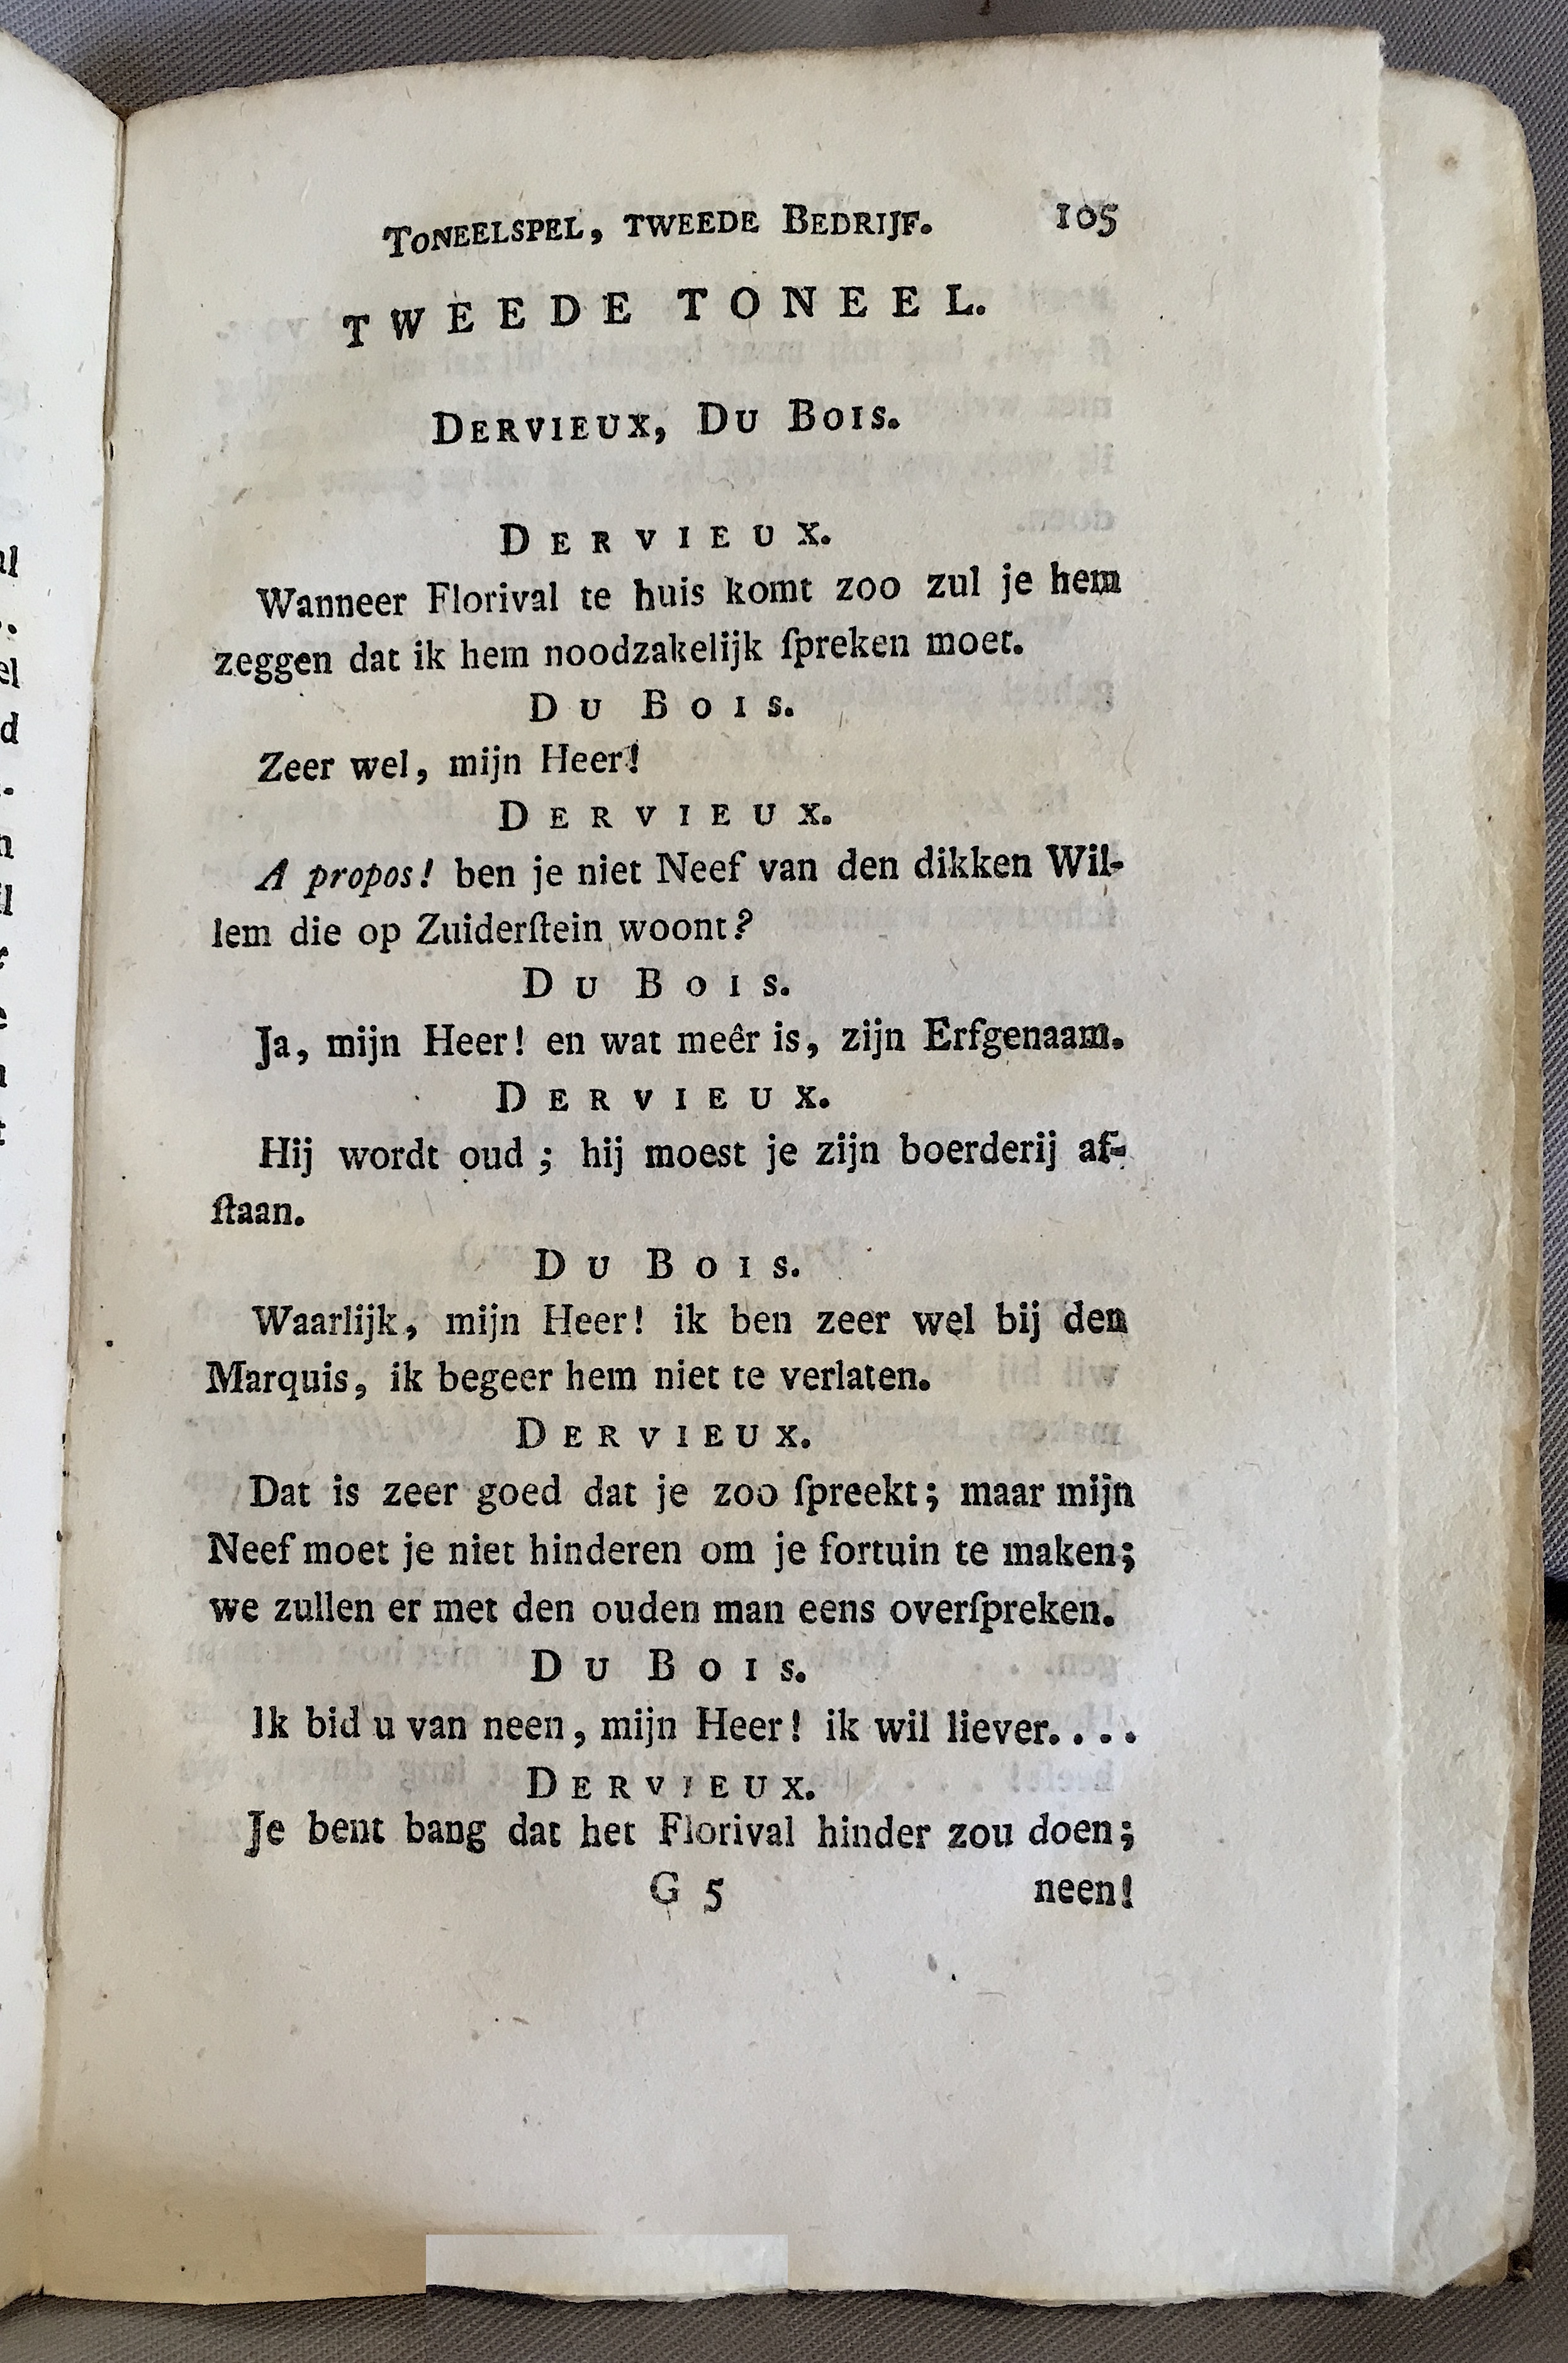 Toneelspel, tweede Bedrijf. 105
TWEEDE TONEEL.
Dervieux, Du Bois.
Dervieux.
Wanneer Florival te huis komt zoo zul je hem
zeggen dat ik hem noodzakelijk ſpreken moet.
Du Bois.
Zeer wel, mijn Heer!
Dervieux.
A propos! ben je niet Neef van den dikken Wil-
lem die op Zuiderſtein woont?
Du Bois.
Ja, mijn Heer! en wat meêr is, zijn Erfgenaam.
Dervieux.
Hij wordt oud; hij moest je zijn boerderij af-
ſtaan.
Du Bois.
Waarlijk, mijn Heer! ik ben zeer wel bij den
Marquis, ik begeer hem niet te verlaten.
Dervieux.
Dat is zeer goed dat je zoo ſpreekt; maar mijn
Neef moet je niet hinderen om je fortuin te maken;
we zullen er met den ouden man eens overſpreken.
Du Bois.
Ik bid u van neen, mijn Heer! ik wil liever....
Dervieux.
Je bent bang dat het Florival hinder zou doen;
G 5 neen!